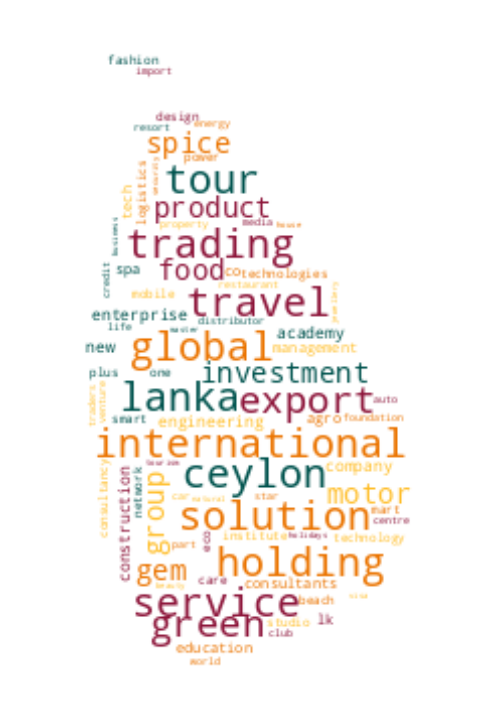 fashion
import
design
resort energy
spice
power
tour
tech logistics security
product
property media house
business trading
food co technologies
credit spa
restaurant
mobile travel jewellery
enterprise distributor
life master academy
new global management
plus one investment
traders venture lanka export auto
smart engineering agro foundation
international
tourism
ceylon company
consultancy construction network group
car natural star motor
solution mart
centre
eco institute holidays technology
part
gem care holding
beauty consultants
visa
service beach
green studio lk
club
education
world